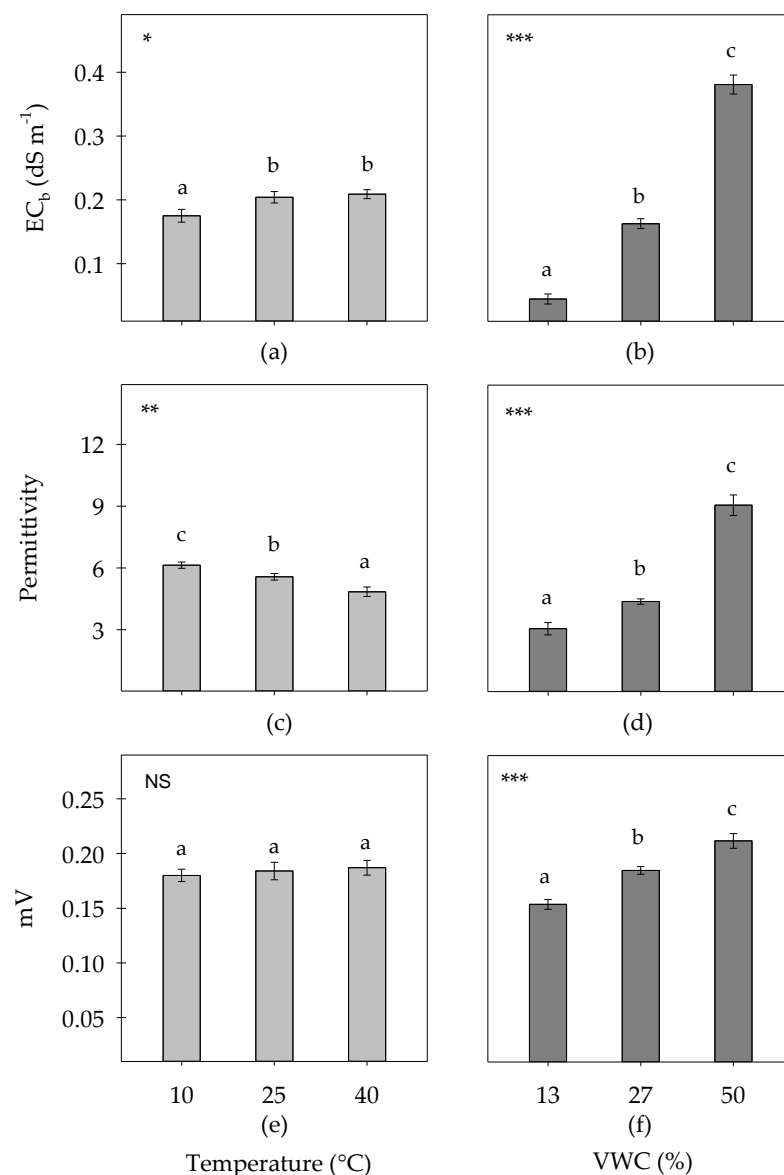 * ***
0.4 c
EC_b (dS m^-1)
0.3
b b
0.2 a b
0.1 a
(a) (b)
** ***
12
c
9
Permittivity
c b
6 a b
3 a
(c) (d)
NS ***
0.25
c
0.20 a a a b
mV
0.15 a
0.10
0.05
10 25 40 13 27 50
(e) (f)
Temperature (°C) VWC (%)